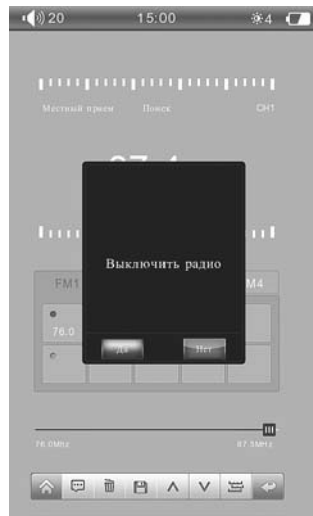 20 15:00 4
Местный прием Поиск CH1
Выключить радио
FM1 M4
76.0
Да Нет
76.0MHz 87.5MHz